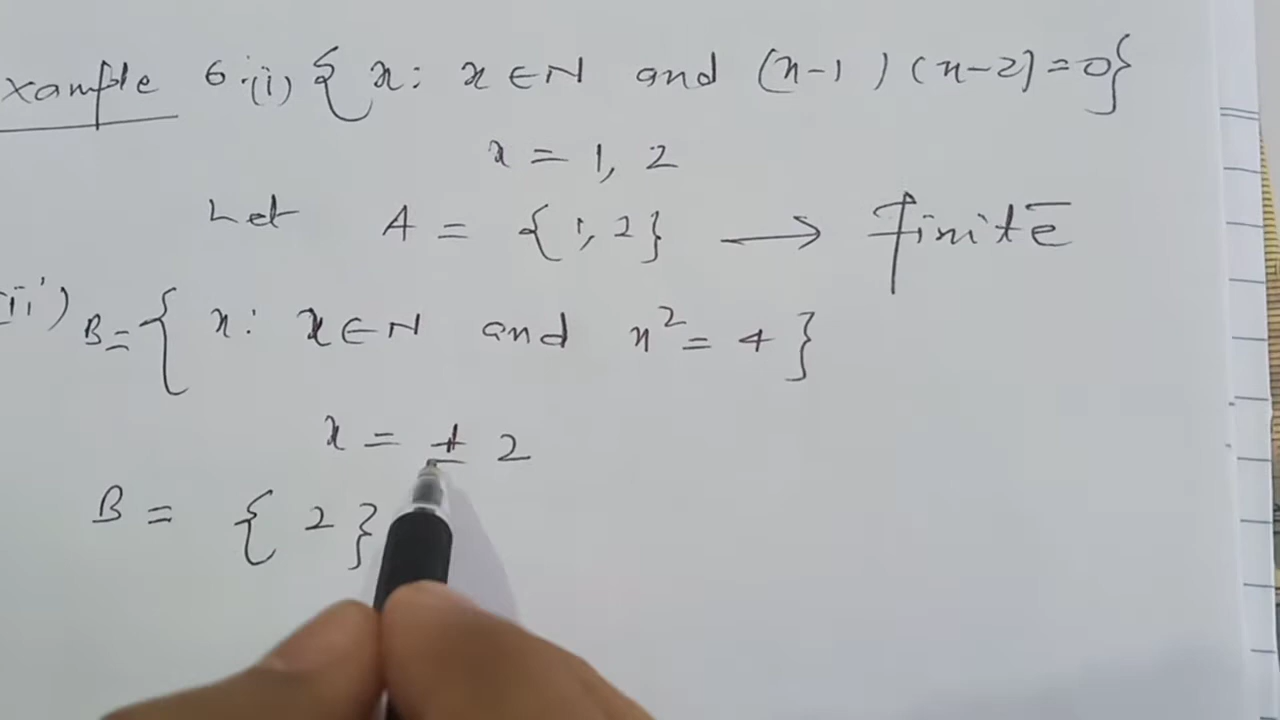 xample 6.(i) {x: x ∈ N and (x-1)(x-2)=0}
x = 1, 2
Let A = {1, 2} → finite
(ii) B = {x: x ∈ N and x² = 4}
x = ± 2
B = {2}